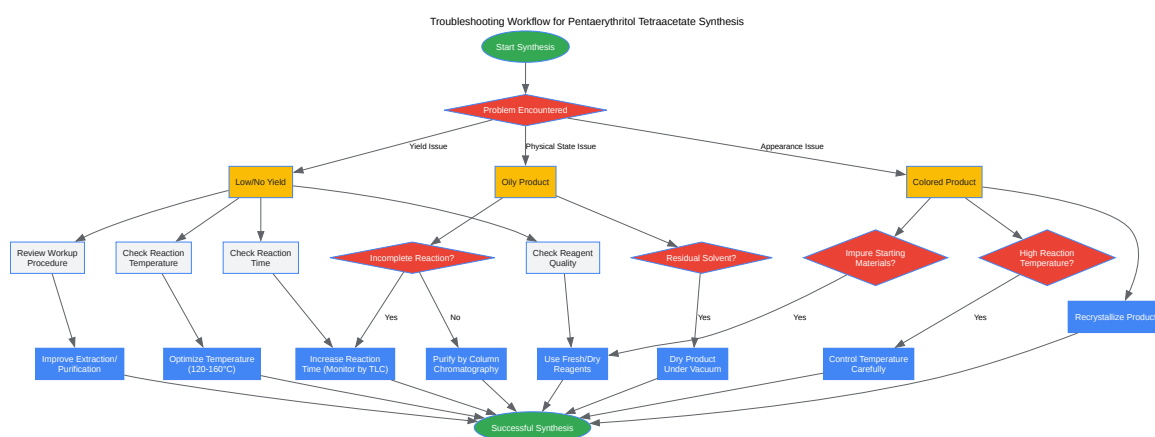 Troubleshooting Workflow for Pentaerythritol Tetraacetate Synthesis
Start Synthesis
Problem Encountered
Yield Issue
Physical State Issue
Appearance Issue
Low/No Yield
Oily Product
Colored Product
Review Workup
Procedure
Check Reaction
Temperature
Check Reaction
Time
Incomplete Reaction?
Check Reagent
Quality
Residual Solvent?
Impure Starting
Materials?
High Reaction
Temperature?
Yes
No
Yes
Yes
Yes
Recrystallize Product
Improve Extraction/
Purification
Optimize Temperature
(120-160°C)
Increase Reaction
Time (Monitor by TLC)
Purify by Column
Chromatography
Use Fresh/Dry
Reagents
Dry Product
Under Vacuum
Control Temperature
Carefully
Successful Synthesis